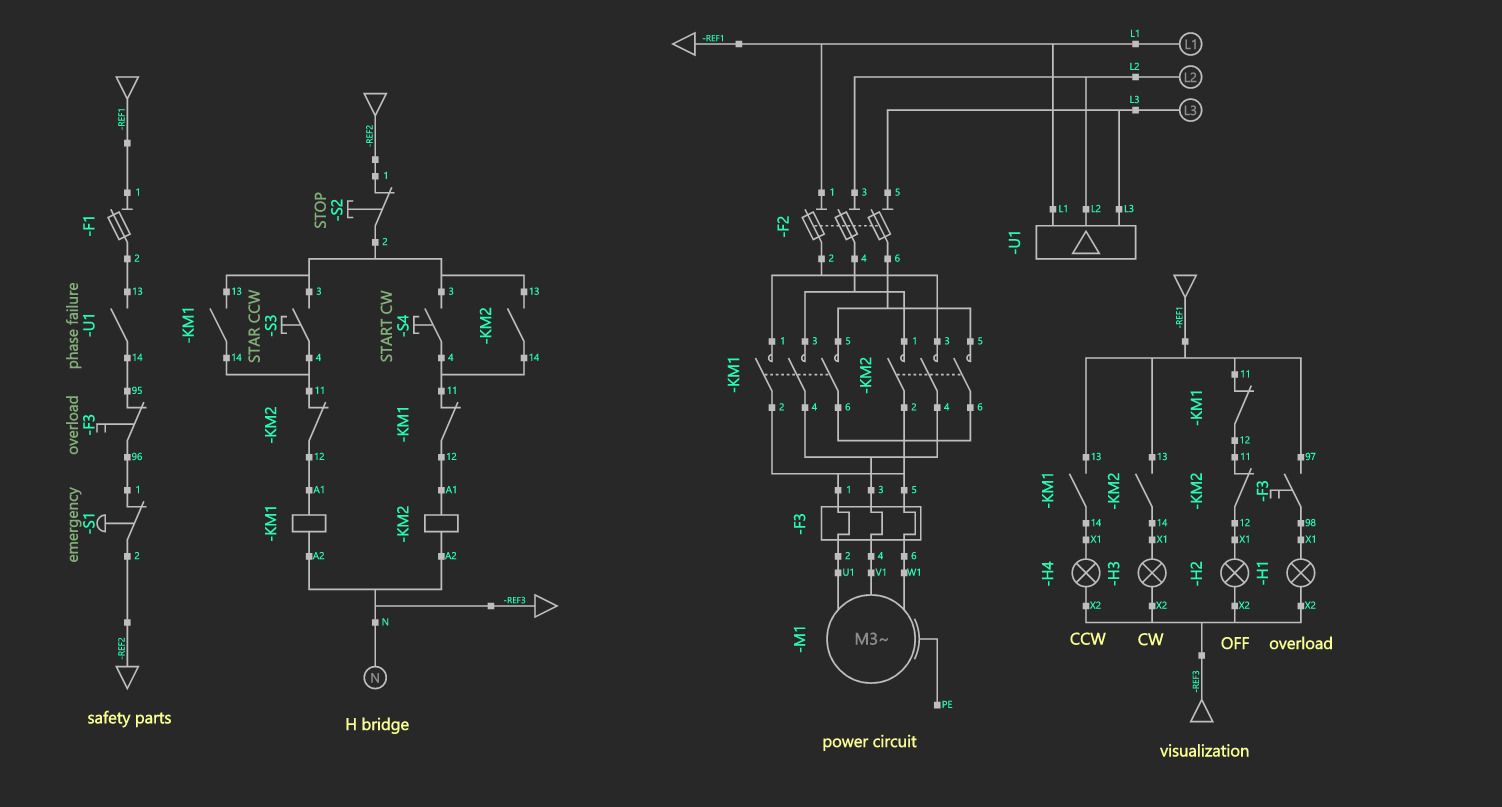 -REF1
1
-F1
2
13
phase failure
-U1
14
95
overload
-F3
96
1
emergency
-S1
2
-REF2
safety parts
-REF2
1
STOP
-S2
2
13
-KM1
14
3
STAR CCW
-S3
4
3
START CW
-S4
4
13
-KM2
14
11
-KM2
12
11
-KM1
12
A1
-KM1
A2
A1
-KM2
A2
-REF3
N
N
H bridge
-REF1
L1
L1
L2
L2
L3
L3
1
3
5
-F2
2
4
6
L1
L2
L3
-U1
1
3
5
-KM1
2
4
6
1
3
5
-KM2
2
4
6
1
3
5
-F3
2
4
6
U1
V1
W1
-M1
M3~
PE
power circuit
-REF1
13
-KM1
14
X1
-H4
X2
CCW
13
-KM2
14
X1
-H3
X2
CW
11
-KM1
12
11
-KM2
12
X1
-H2
X2
OFF
97
-F3
98
X1
-H1
X2
overload
-REF3
visualization